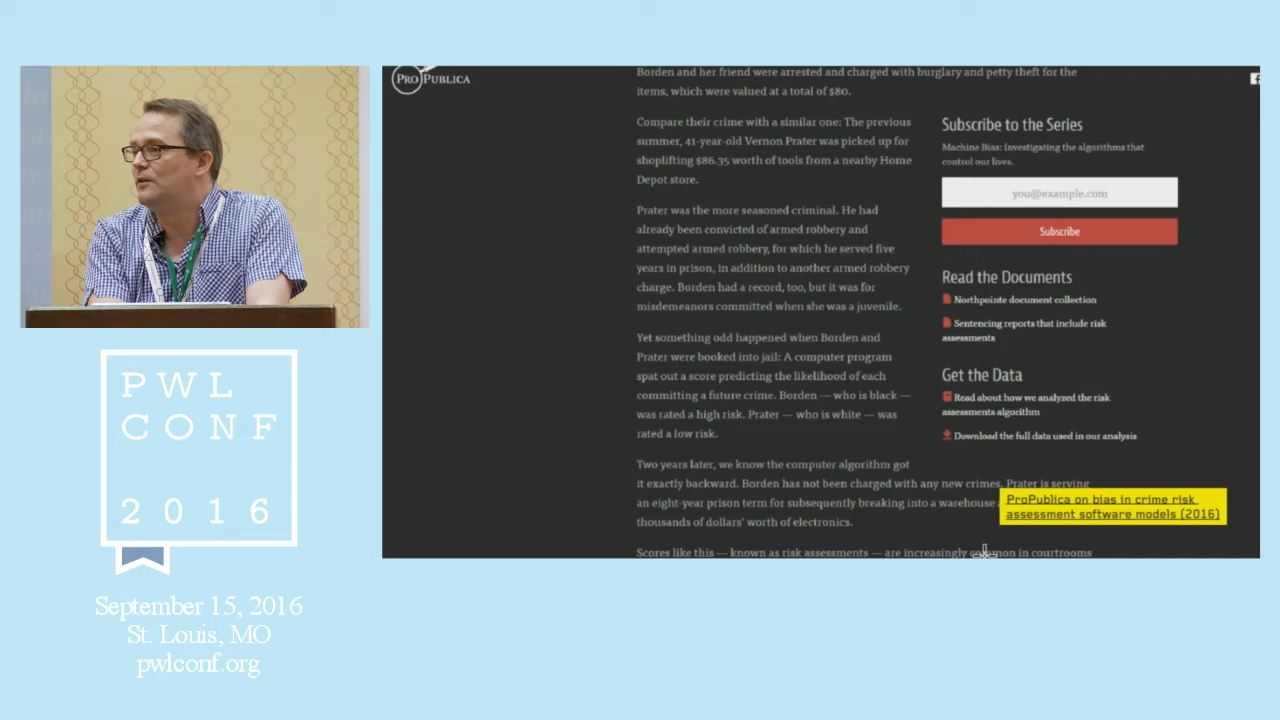 PROPUBLICA
Borden and her friend were arrested and charged with burglary and petty theft for the
items, which were valued at a total of $80.
Compare their crime with a similar one: The previous
summer, 41-year-old Vernon Prater was picked up for
shoplifting $86.35 worth of tools from a nearby Home
Depot store.
Prater was the more seasoned criminal. He had
already been convicted of armed robbery and
attempted armed robbery, for which he served five
years in prison, in addition to another armed robbery
charge. Borden had a record, too, but it was for
misdemeanors committed when she was a juvenile.
Yet something odd happened when Borden and
Prater were booked into jail: A computer program
spat out a score predicting the likelihood of each
committing a future crime. Borden — who is black —
was rated a high risk. Prater — who is white — was
rated a low risk.
Two years later, we know the computer algorithm got
it exactly backward. Borden has not been charged with any new crimes. Prater is serving
an eight-year prison term for subsequently breaking into a warehouse
thousands of dollars' worth of electronics.
Scores like this — known as risk assessments — are increasingly common in courtrooms
Subscribe to the Series
Machine Bias: Investigating the algorithms that
control our lives.
you@example.com
Subscribe
Read the Documents
Northpointe document collection
Sentencing reports that include risk
assessments
Get the Data
Read about how we analyzed the risk
assessments algorithm
Download the full data used in our analysis
ProPublica on bias in crime risk
assessment software models (2016)
PWL
CONF
2016
September 15, 2016
St. Louis, MO
pwlconf.org